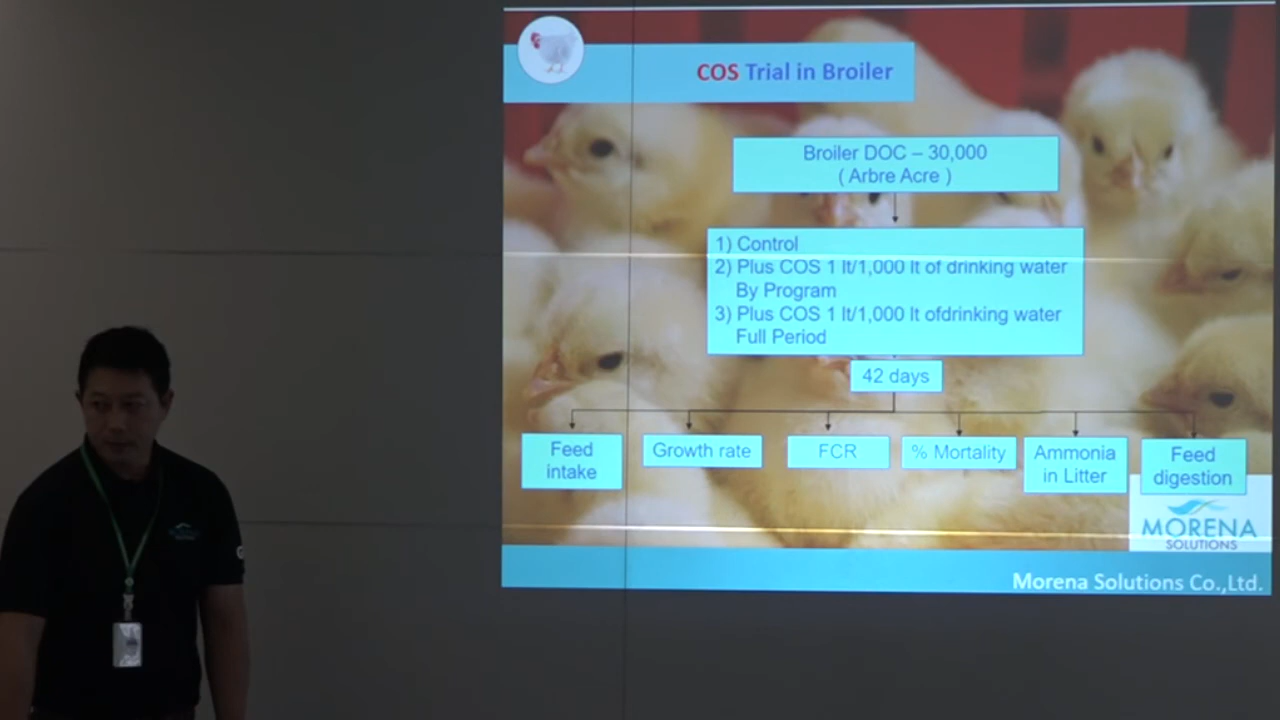 COS Trial in Broiler
Broiler DOC – 30,000
( Arbre Acre )
1) Control
2) Plus COS 1 lt/1,000 lt of drinking water
By Program
3) Plus COS 1 lt/1,000 lt ofdrinking water
Full Period
42 days
Feed
intake
Growth rate
FCR
% Mortality
Ammonia
in Litter
Feed
digestion
MORENA
SOLUTIONS
Morena Solutions Co.,Ltd.